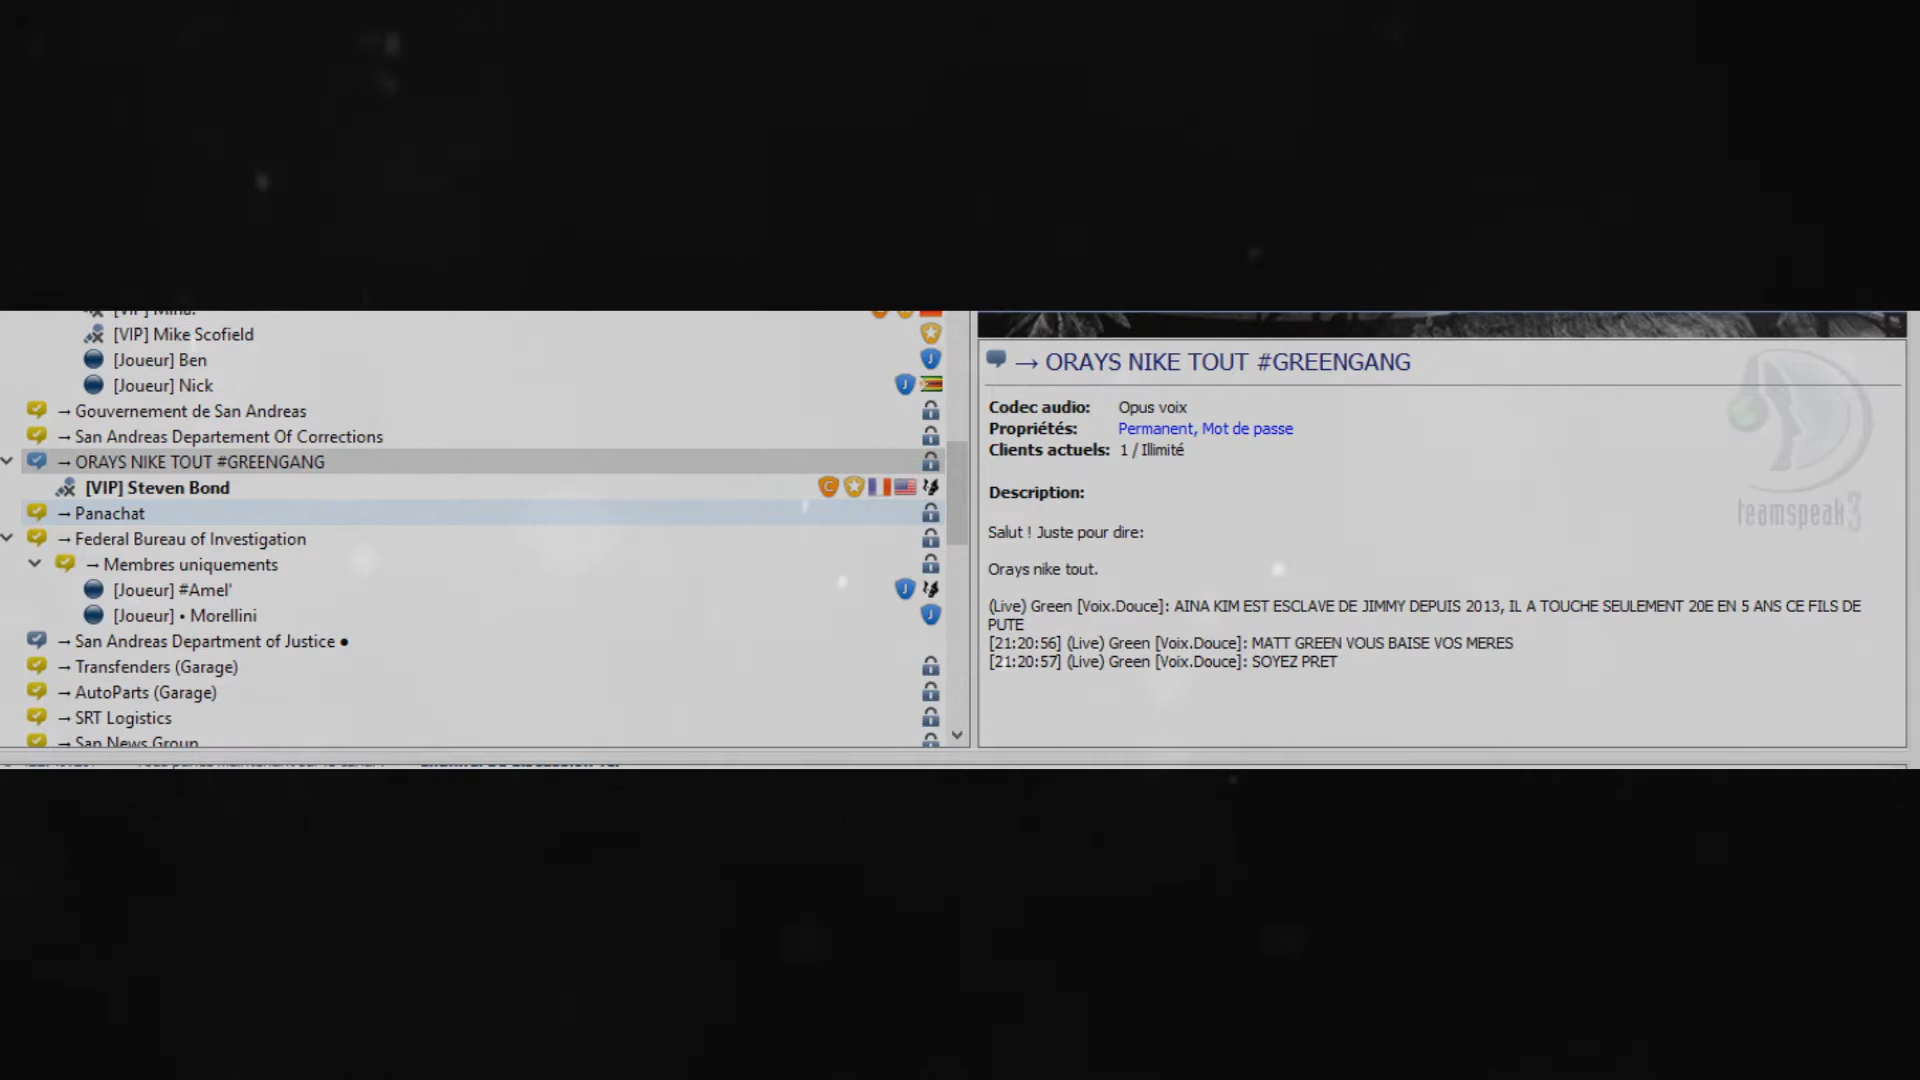 [VIP] Mina.
[VIP] Mike Scofield
[Joueur] Ben
[Joueur] Nick
→ Gouvernement de San Andreas
→ San Andreas Departement Of Corrections
→ ORAYS NIKE TOUT #GREENGANG
[VIP] Steven Bond
→ Panachat
→ Federal Bureau of Investigation
→ Membres uniquements
[Joueur] #Amel'
[Joueur] • Morellini
→ San Andreas Department of Justice ●
→ Transfenders (Garage)
→ AutoParts (Garage)
→ SRT Logistics
→ San News Group
→ ORAYS NIKE TOUT #GREENGANG
Codec audio: Opus voix
Propriétés: Permanent, Mot de passe
Clients actuels: 1 / Illimité
Description:
Salut ! Juste pour dire:
Orays nike tout.
(Live) Green [Voix.Douce]: AINA KIM EST ESCLAVE DE JIMMY DEPUIS 2013, IL A TOUCHE SEULEMENT 20E EN 5 ANS CE FILS DE
PUTE
[21:20:56] (Live) Green [Voix.Douce]: MATT GREEN VOUS BAISE VOS MERES
[21:20:57] (Live) Green [Voix.Douce]: SOYEZ PRET
teamspeak3